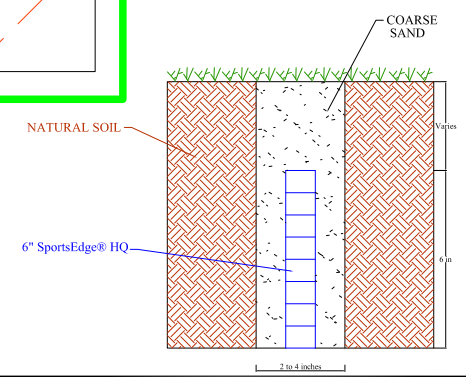 COARSE
SAND
NATURAL SOIL
Varies
6" SportsEdge® HQ
6 in
2 to 4 inches